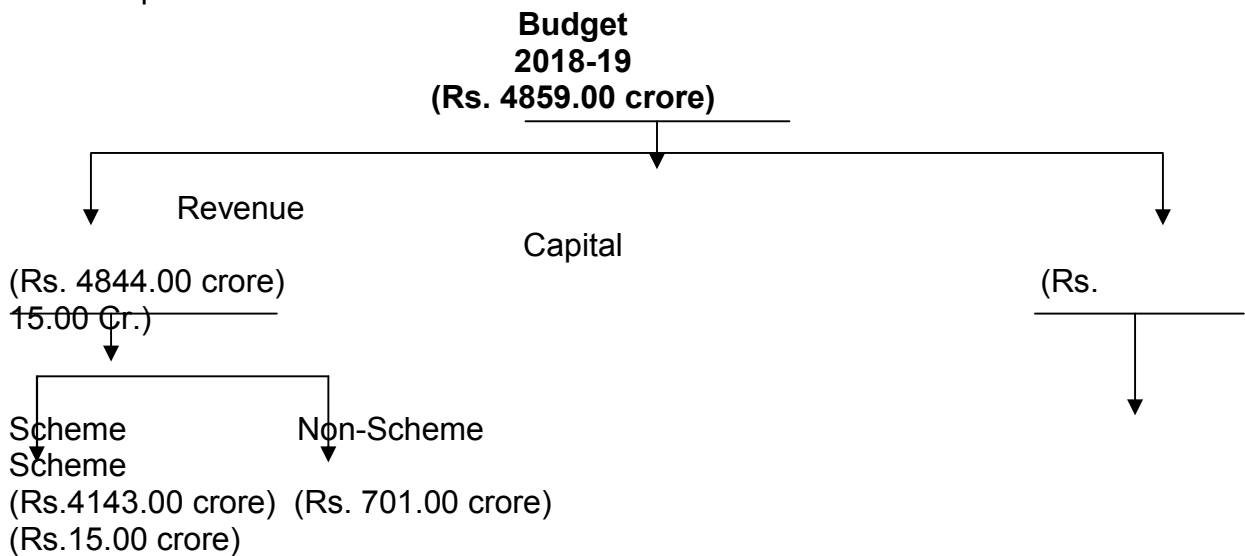 Budget
2018-19
(Rs. 4859.00 crore)
Revenue
Capital
(Rs. 4844.00 crore) (Rs.
15.00 Cr.)
Scheme Non-Scheme
Scheme
(Rs.4143.00 crore) (Rs. 701.00 crore)
(Rs.15.00 crore)